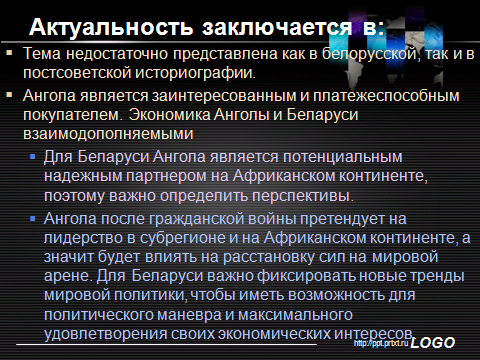 Актуальность заключается в:
Тема недостаточно представлена как в белорусской, так и в
постсоветской историографии.
Ангола является заинтересованным и платежеспособным
покупателем. Экономика Анголы и Беларуси
взаимодополняемыми
Для Беларуси Ангола является потенциальным
надежным партнером на Африканском континенте,
поэтому важно определить перспективы.
Ангола после гражданской войны претендует на
лидерство в субрегионе и на Африканском континенте, а
значит будет влиять на расстановку сил на мировой
арене. Для Беларуси важно фиксировать новые тренды
мировой политики, чтобы иметь возможность для
политического маневра и максимального
удовлетворения своих экономических интересов.
http://ppt.prtxt.ru LOGO